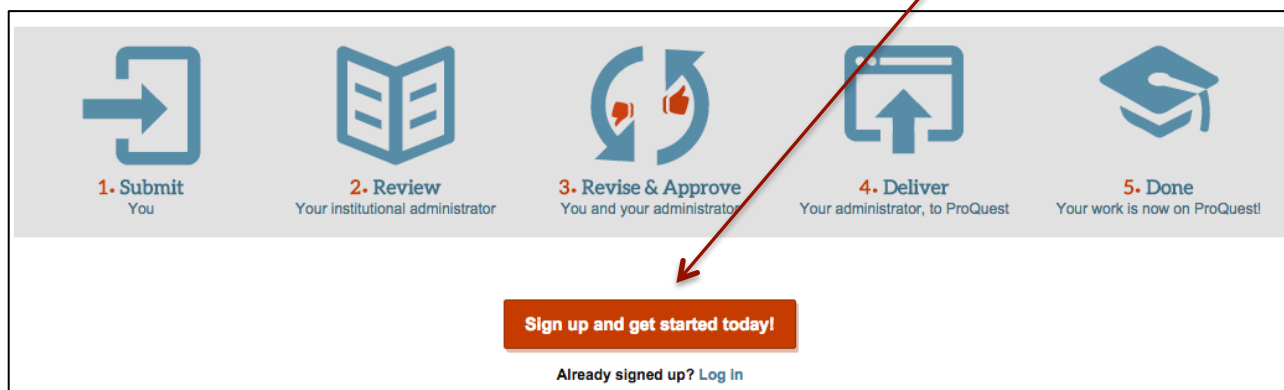 1. Submit
You
2. Review
Your institutional administrator
3. Revise & Approve
You and your administrator
4. Deliver
Your administrator, to ProQuest
5. Done
Your work is now on ProQuest!
Sign up and get started today!
Already signed up? Log in